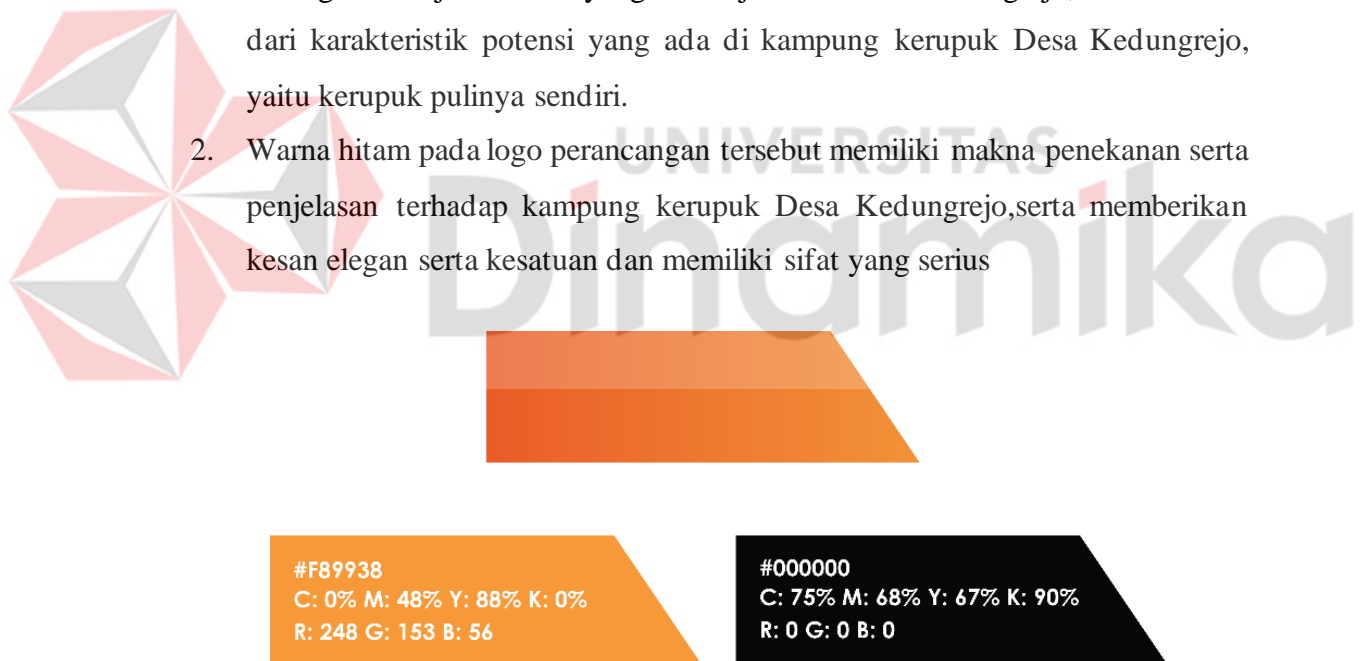 dari karakteristik potensi yang ada di kampung kerupuk Desa Kedungrejo,
yaitu kerupuk pulinya sendiri.
2. Warna hitam pada logo perancangan tersebut memiliki makna penekanan serta
penjelasan terhadap kampung kerupuk Desa Kedungrejo,serta memberikan
kesan elegan serta kesatuan dan memiliki sifat yang serius
UNIVERSITAS
Dinamika
#F89938
C: 0% M: 48% Y: 88% K: 0%
R: 248 G: 153 B: 56
#000000
C: 75% M: 68% Y: 67% K: 90%
R: 0 G: 0 B: 0